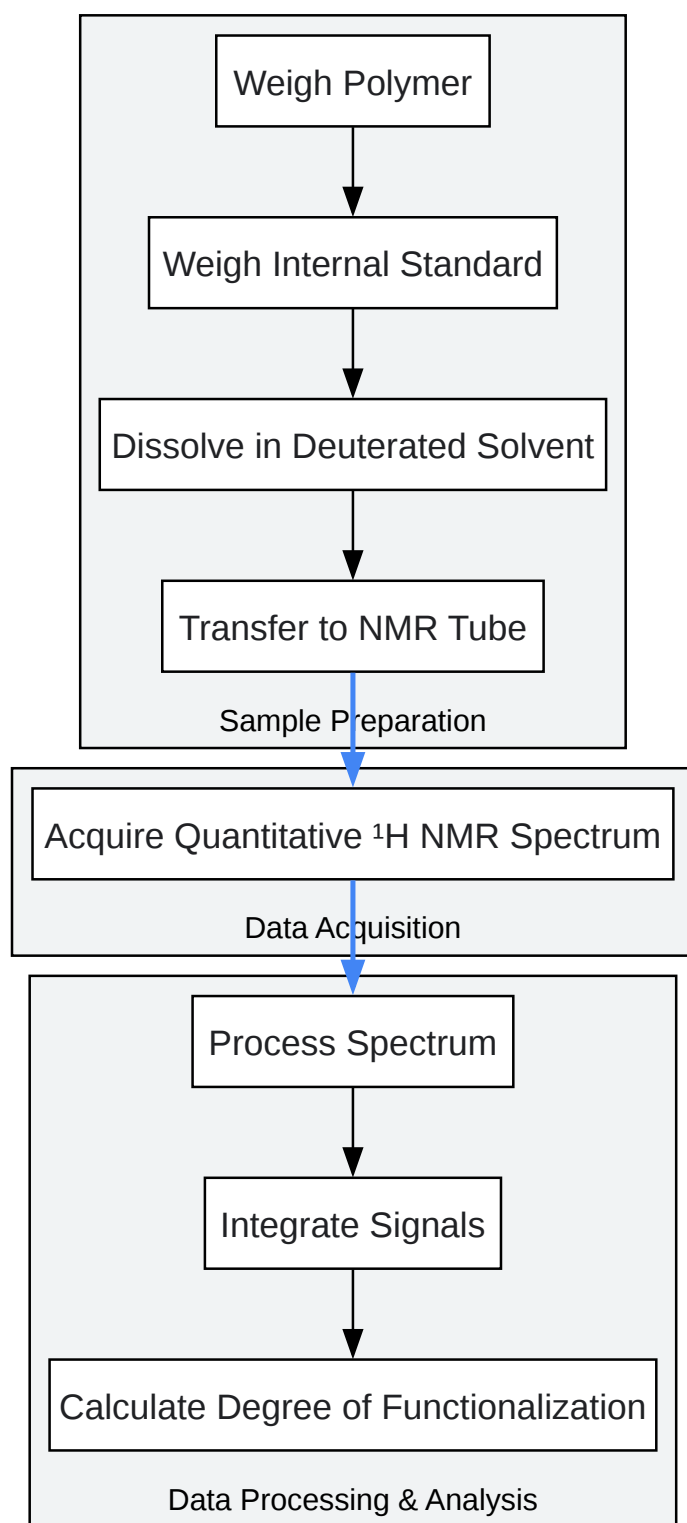 Weigh Polymer
Weigh Internal Standard
Dissolve in Deuterated Solvent
Transfer to NMR Tube
Sample Preparation
Acquire Quantitative ¹H NMR Spectrum
Data Acquisition
Process Spectrum
Integrate Signals
Calculate Degree of Functionalization
Data Processing & Analysis